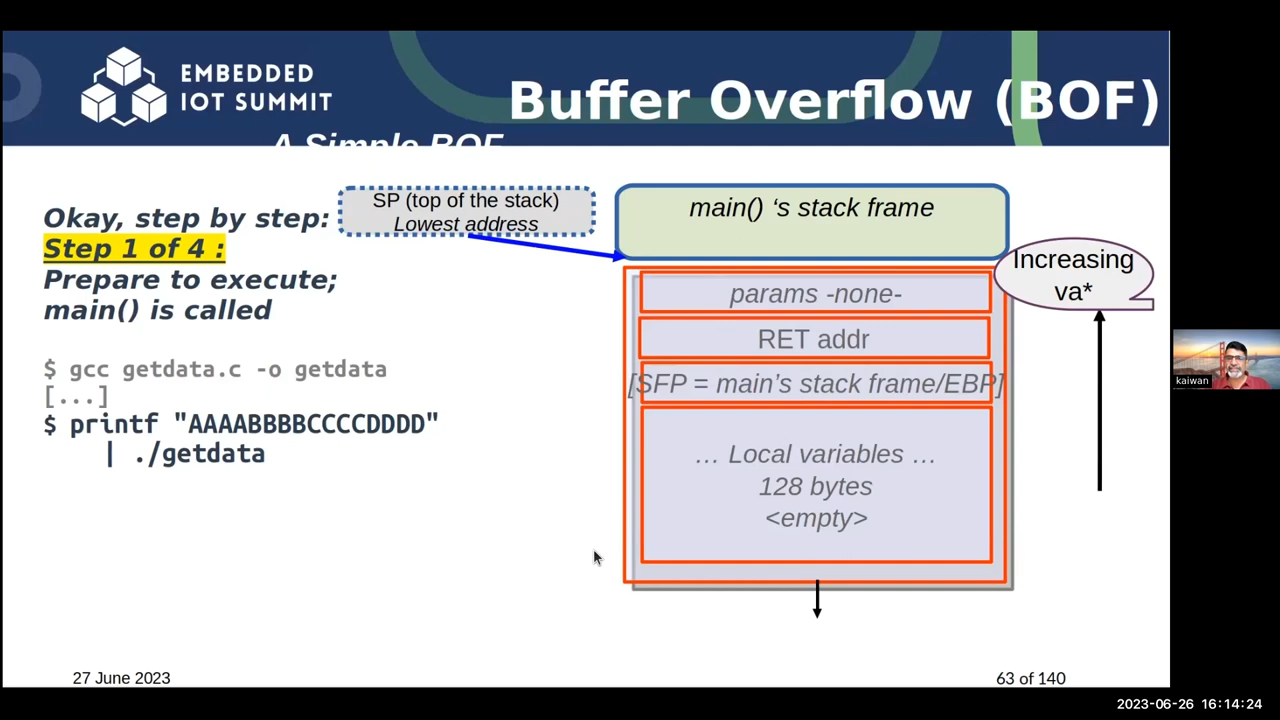 EMBEDDED
IOT SUMMIT
Buffer Overflow (BOF)
A Simple BOF
Okay, step by step:
Step 1 of 4 :
Prepare to execute;
main() is called
$ gcc getdata.c -o getdata
[...]
$ printf "AAAABBBBCCCCDDDD"
| ./getdata
SP (top of the stack)
Lowest address
main() ‘s stack frame
Increasing
va*
params -none-
RET addr
[SFP = main’s stack frame/EBP]
… Local variables …
128 bytes
<empty>
27 June 2023
63 of 140
kaiwan
2023-06-26 16:14:24